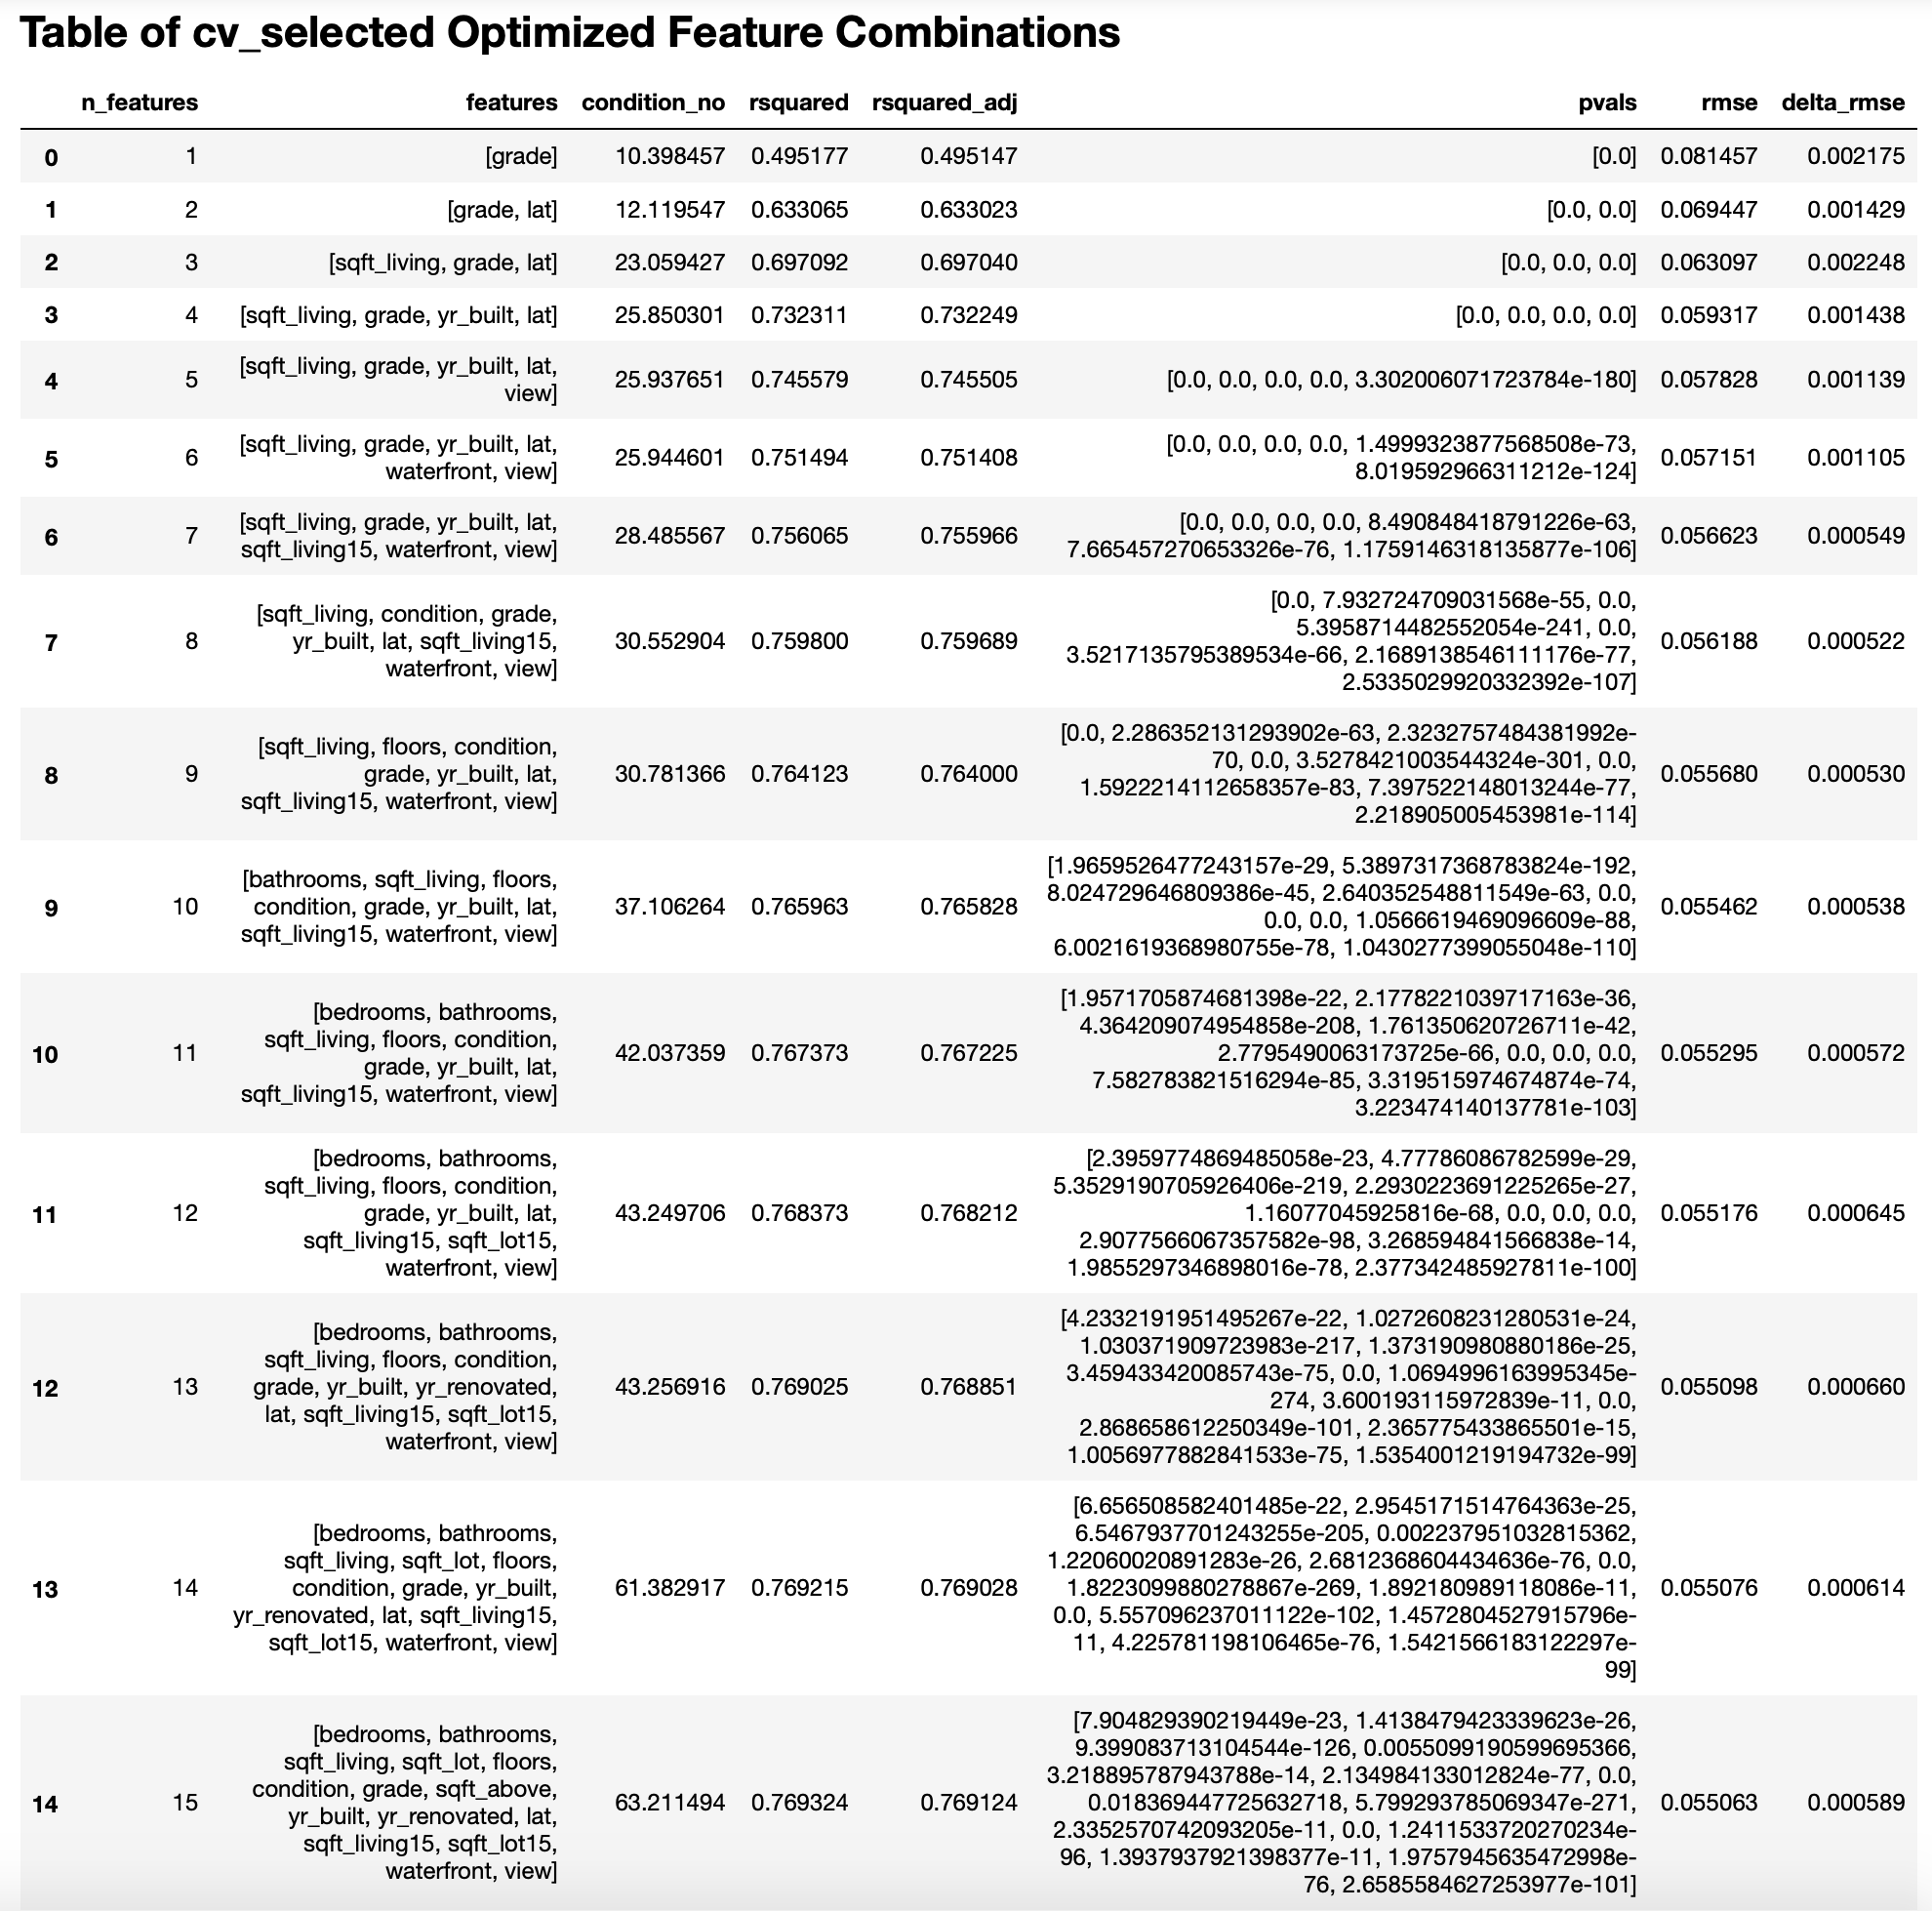 Table of cv_selected Optimized Feature Combinations
n_features features condition_no rsquared rsquared_adj pvals rmse delta_rmse
0 1 [grade] 10.398457 0.495177 0.495147 [0.0] 0.081457 0.002175
1 2 [grade, lat] 12.119547 0.633065 0.633023 [0.0, 0.0] 0.069447 0.001429
2 3 [sqft_living, grade, lat] 23.059427 0.697092 0.697040 [0.0, 0.0, 0.0] 0.063097 0.002248
3 4 [sqft_living, grade, yr_built, lat] 25.850301 0.732311 0.732249 [0.0, 0.0, 0.0, 0.0] 0.059317 0.001438
[sqft_living, grade, yr_built, lat,
4 5 view] 25.937651 0.745579 0.745505 [0.0, 0.0, 0.0, 0.0, 3.302006071723784e-180] 0.057828 0.001139
[sqft_living, grade, yr_built, lat, [0.0, 0.0, 0.0, 0.0, 1.4999323877568508e-73,
5 6 waterfront, view] 25.944601 0.751494 0.751408 8.019592966311212e-124] 0.057151 0.001105
[sqft_living, grade, yr_built, lat, [0.0, 0.0, 0.0, 0.0, 8.490848418791226e-63,
6 7 sqft_living15, waterfront, view] 28.485567 0.756065 0.755966 7.665457270653326e-76, 1.1759146318135877e-106] 0.056623 0.000549
[0.0, 7.932724709031568e-55, 0.0,
[sqft_living, condition, grade, 5.3958714482552054e-241, 0.0,
7 8 yr_built, lat, sqft_living15, 30.552904 0.759800 0.759689 3.5217135795389534e-66, 2.1689138546111176e-77, 0.056188 0.000522
waterfront, view] 2.5335029920332392e-107]
[sqft_living, floors, condition, [0.0, 2.286352131293902e-63, 2.3232757484381992e-
8 9 grade, yr_built, lat, 30.781366 0.764123 0.764000 70, 0.0, 3.5278421003544324e-301, 0.0, 0.055680 0.000530
sqft_living15, waterfront, view] 1.5922214112658357e-83, 7.397522148013244e-77,
2.218905005453981e-114]
[bathrooms, sqft_living, floors, [1.9659526477243157e-29, 5.3897317368783824e-192,
9 10 condition, grade, yr_built, lat, 37.106264 0.765963 0.765828 8.024729646809386e-45, 2.640352548811549e-63, 0.0, 0.055462 0.000538
sqft_living15, waterfront, view] 0.0, 0.0, 1.0566619469096609e-88,
6.0021619368980755e-78, 1.0430277399055048e-110]
[bedrooms, bathrooms, [1.9571705874681398e-22, 2.1778221039717163e-36,
sqft_living, floors, condition, 4.364209074954858e-208, 1.761350620726711e-42,
10 11 grade, yr_built, lat, 42.037359 0.767373 0.767225 2.7795490063173725e-66, 0.0, 0.0, 0.0, 0.055295 0.000572
sqft_living15, waterfront, view] 7.582783821516294e-85, 3.319515974674874e-74,
3.223474140137781e-103]
[bedrooms, bathrooms, [2.3959774869485058e-23, 4.77786086782599e-29,
sqft_living, floors, condition, 5.3529190705926406e-219, 2.2930223691225265e-27,
11 12 grade, yr_built, lat, 43.249706 0.768373 0.768212 1.16077045925816e-68, 0.0, 0.0, 0.0, 0.055176 0.000645
sqft_living15, sqft_lot15, 2.9077566067357582e-98, 3.268594841566838e-14,
waterfront, view] 1.9855297346898016e-78, 2.377342485927811e-100]
[bedrooms, bathrooms, [4.2332191951495267e-22, 1.0272608231280531e-24,
sqft_living, floors, condition, 1.030371909723983e-217, 1.373190980880186e-25,
12 13 grade, yr_built, yr_renovated, 43.256916 0.769025 0.768851 3.459433420085743e-75, 0.0, 1.0694996163995345e- 0.055098 0.000660
lat, sqft_living15, sqft_lot15, 274, 3.600193115972839e-11, 0.0,
waterfront, view] 2.868658612250349e-101, 2.365775433865501e-15,
1.0056977882841533e-75, 1.5354001219194732e-99]
[6.656508582401485e-22, 2.9545171514764363e-25,
[bedrooms, bathrooms, 6.5467937701243255e-205, 0.002237951032815362,
sqft_living, sqft_lot, floors, 1.22060020891283e-26, 2.6812368604434636e-76, 0.0,
13 14 condition, grade, yr_built, 61.382917 0.769215 0.769028 1.8223099880278867e-269, 1.892180989118086e-11, 0.055076 0.000614
yr_renovated, lat, sqft_living15, 0.0, 5.557096237011122e-102, 1.4572804527915796e-
sqft_lot15, waterfront, view] 11, 4.225781198106465e-76, 1.5421566183122297e-
99]
[bedrooms, bathrooms, [7.904829390219449e-23, 1.4138479423339623e-26,
sqft_living, sqft_lot, floors, 9.399083713104544e-126, 0.0055099190599695366,
condition, grade, sqft_above, 3.218895787943788e-14, 2.134984133012824e-77, 0.0,
14 15 yr_built, yr_renovated, lat, 63.211494 0.769324 0.769124 0.018369447725632718, 5.799293785069347e-271, 0.055063 0.000589
sqft_living15, sqft_lot15, 2.3352570742093205e-11, 0.0, 1.2411533720270234e-
waterfront, view] 96, 1.3937937921398377e-11, 1.9757945635472998e-
76, 2.6585584627253977e-101]